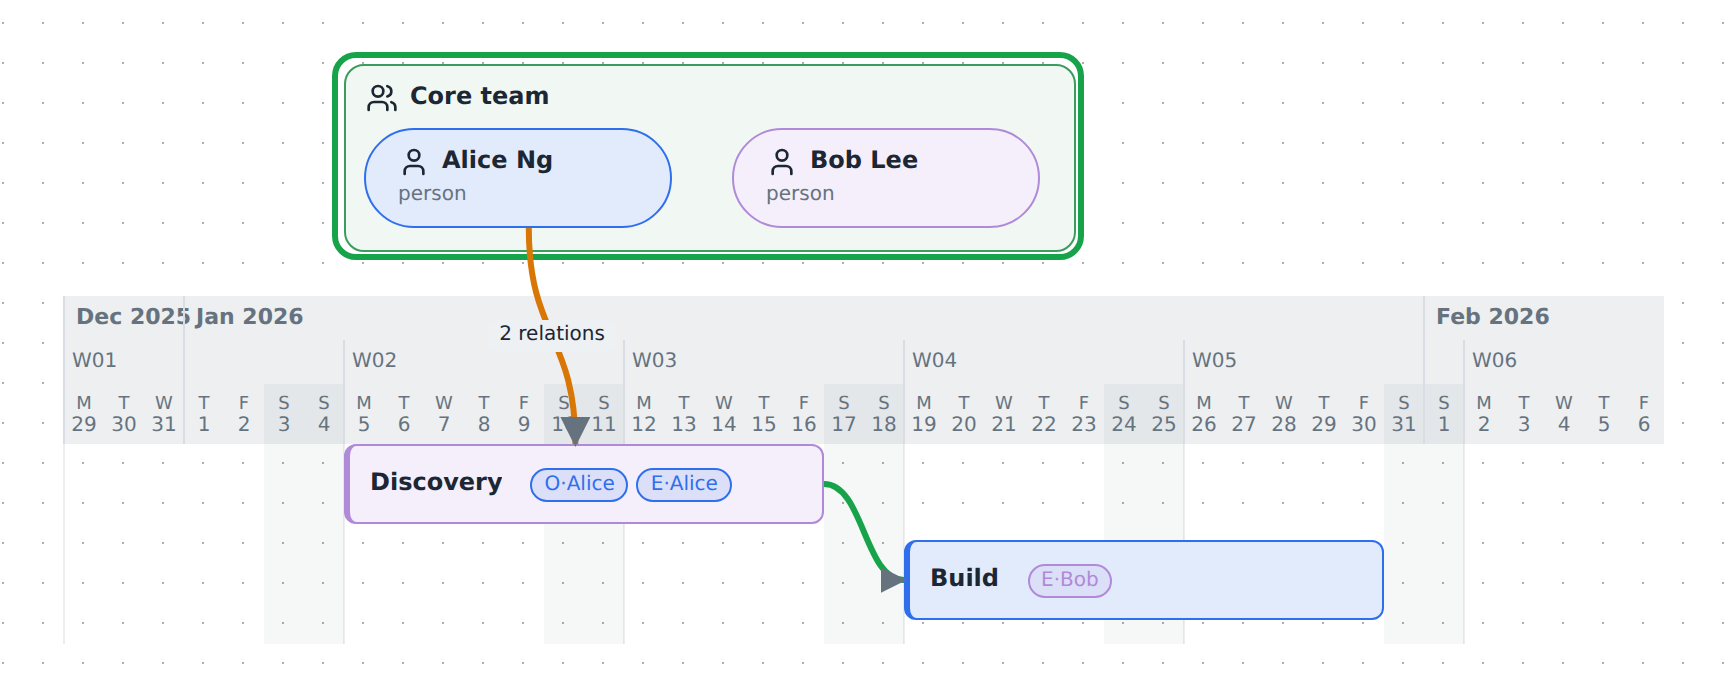 Core team
Alice Ng
person
Bob Lee
person
2 relations
Dec 2025 Jan 2026 Feb 2026
W01 W02 W03 W04 W05 W06
M T W T F S S M T W T F S S M T W T F S S M T W T F S S M T W T F S S M T W T F
29 30 31 1 2 3 4 5 6 7 8 9 11 12 13 14 15 16 17 18 19 20 21 22 23 24 25 26 27 28 29 30 31 1 2 3 4 5 6
Discovery O·Alice E·Alice
Build E·Bob